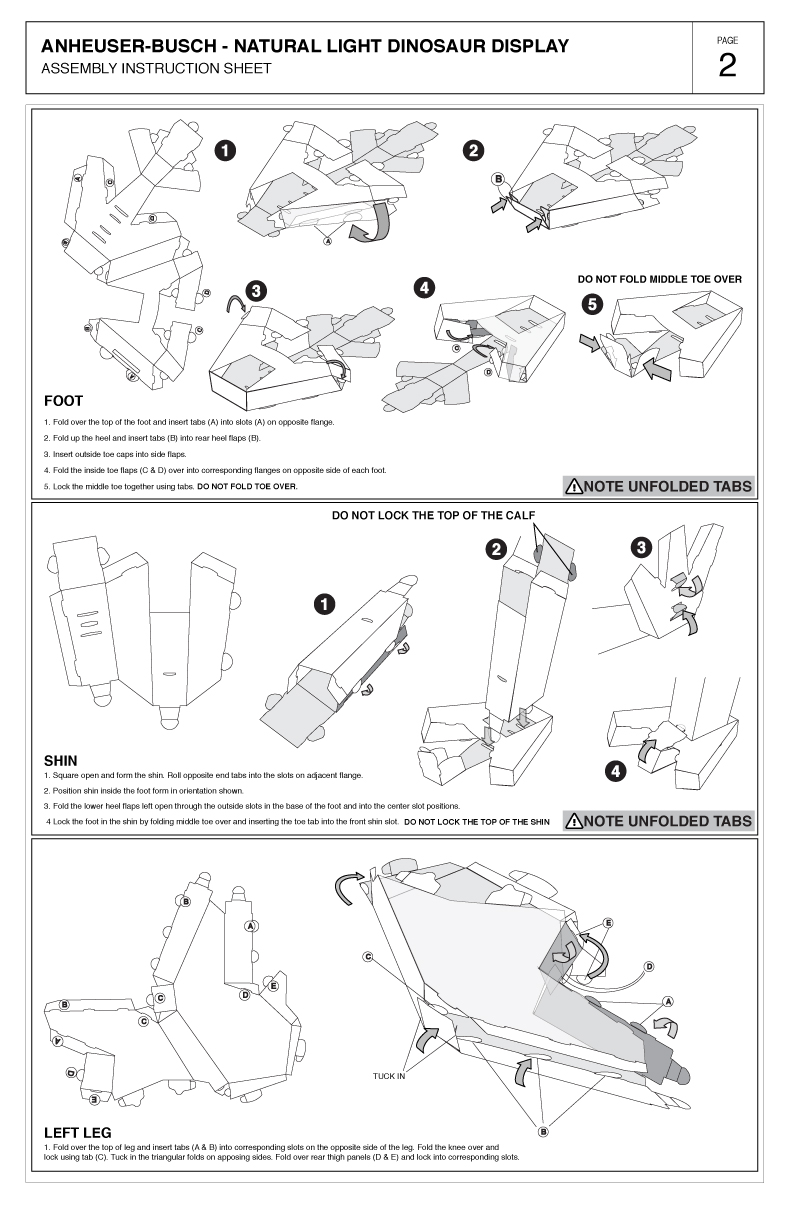 ANHEUSER-BUSCH - NATURAL LIGHT DINOSAUR DISPLAY
ASSEMBLY INSTRUCTION SHEET
PAGE
2
1
2
A
C
D
B
D
C
B
A
A
B
3
4
5
DO NOT FOLD MIDDLE TOE OVER
C
D
FOOT
1. Fold over the top of the foot and insert tabs (A) into slots (A) on opposite flange.
2. Fold up the heel and insert tabs (B) into rear heel flaps (B).
3. Insert outside toe caps into side flaps.
4. Fold the inside toe flaps (C & D) over into corresponding flanges on opposite side of each foot.
5. Lock the middle toe together using tabs. DO NOT FOLD TOE OVER.
NOTE UNFOLDED TABS
DO NOT LOCK THE TOP OF THE CALF
1
2
3
4
SHIN
1. Square open and form the shin. Roll opposite end tabs into the slots on adjacent flange.
2. Position shin inside the foot form in orientation shown.
3. Fold the lower heel flaps left open through the outside slots in the base of the foot and into the center slot positions.
4 Lock the foot in the shin by folding middle toe over and inserting the toe tab into the front shin slot. DO NOT LOCK THE TOP OF THE SHIN
NOTE UNFOLDED TABS
B
A
C
D
E
B
C
A
D
E
E
C
D
A
TUCK IN
B
LEFT LEG
1. Fold over the top of leg and insert tabs (A & B) into corresponding slots on the opposite side of the leg. Fold the knee over and
lock using tab (C). Tuck in the triangular folds on apposing sides. Fold over rear thigh panels (D & E) and lock into corresponding slots.